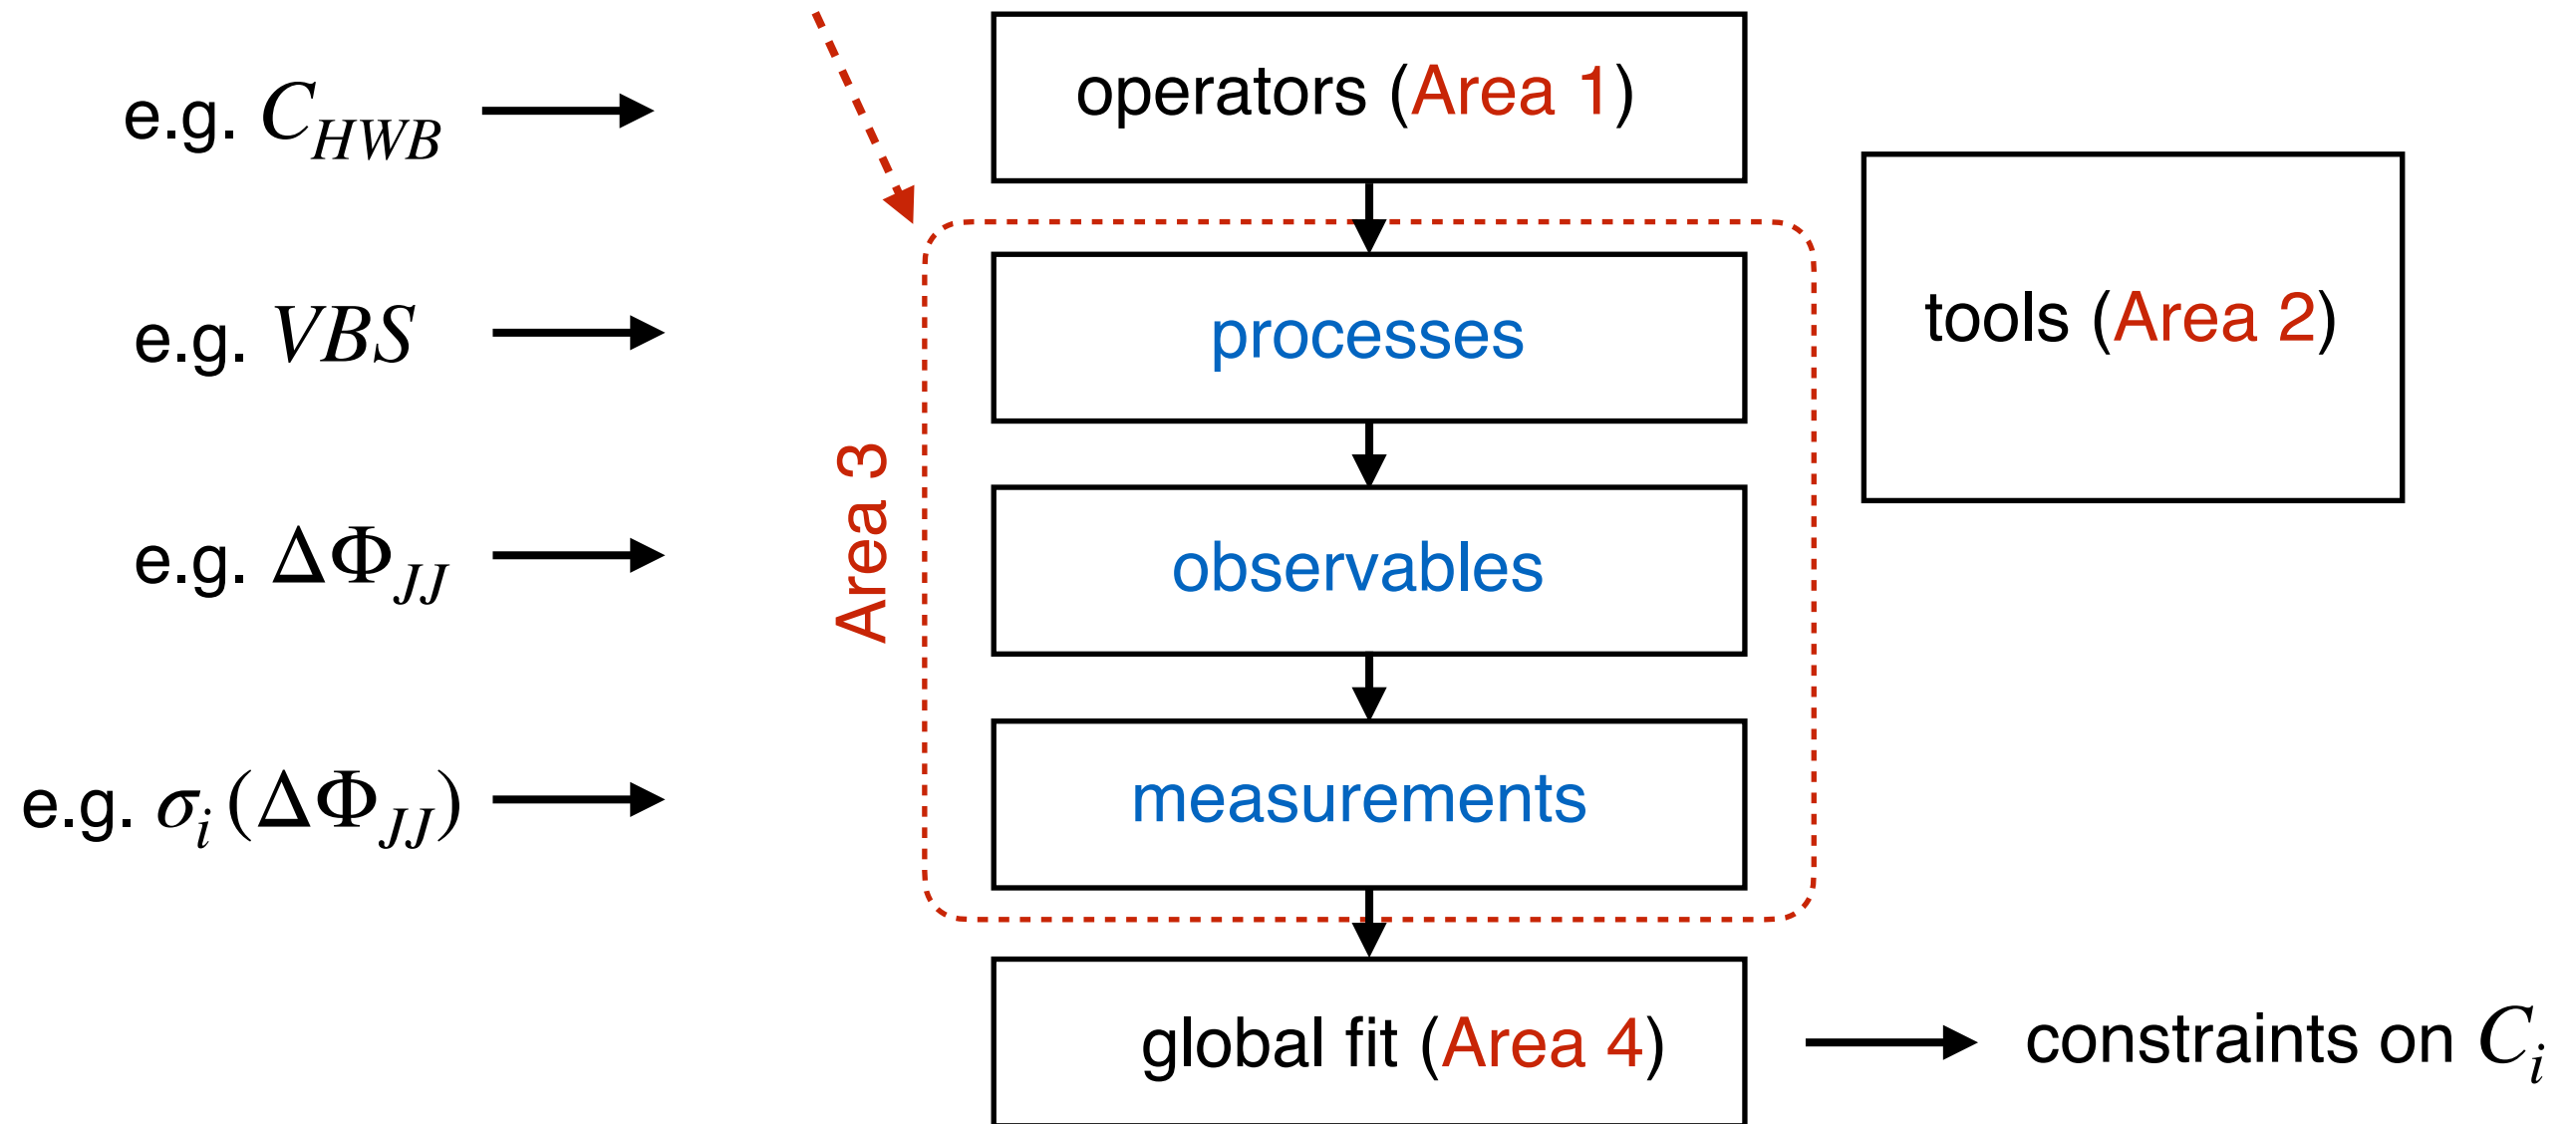 e.g. C_{HWB}
operators (Area 1)
tools (Area 2)
e.g. VBS
processes
Area 3
e.g. ΔΦ_{JJ}
observables
e.g. σ_i(ΔΦ_{JJ})
measurements
global fit (Area 4)
constraints on C_i